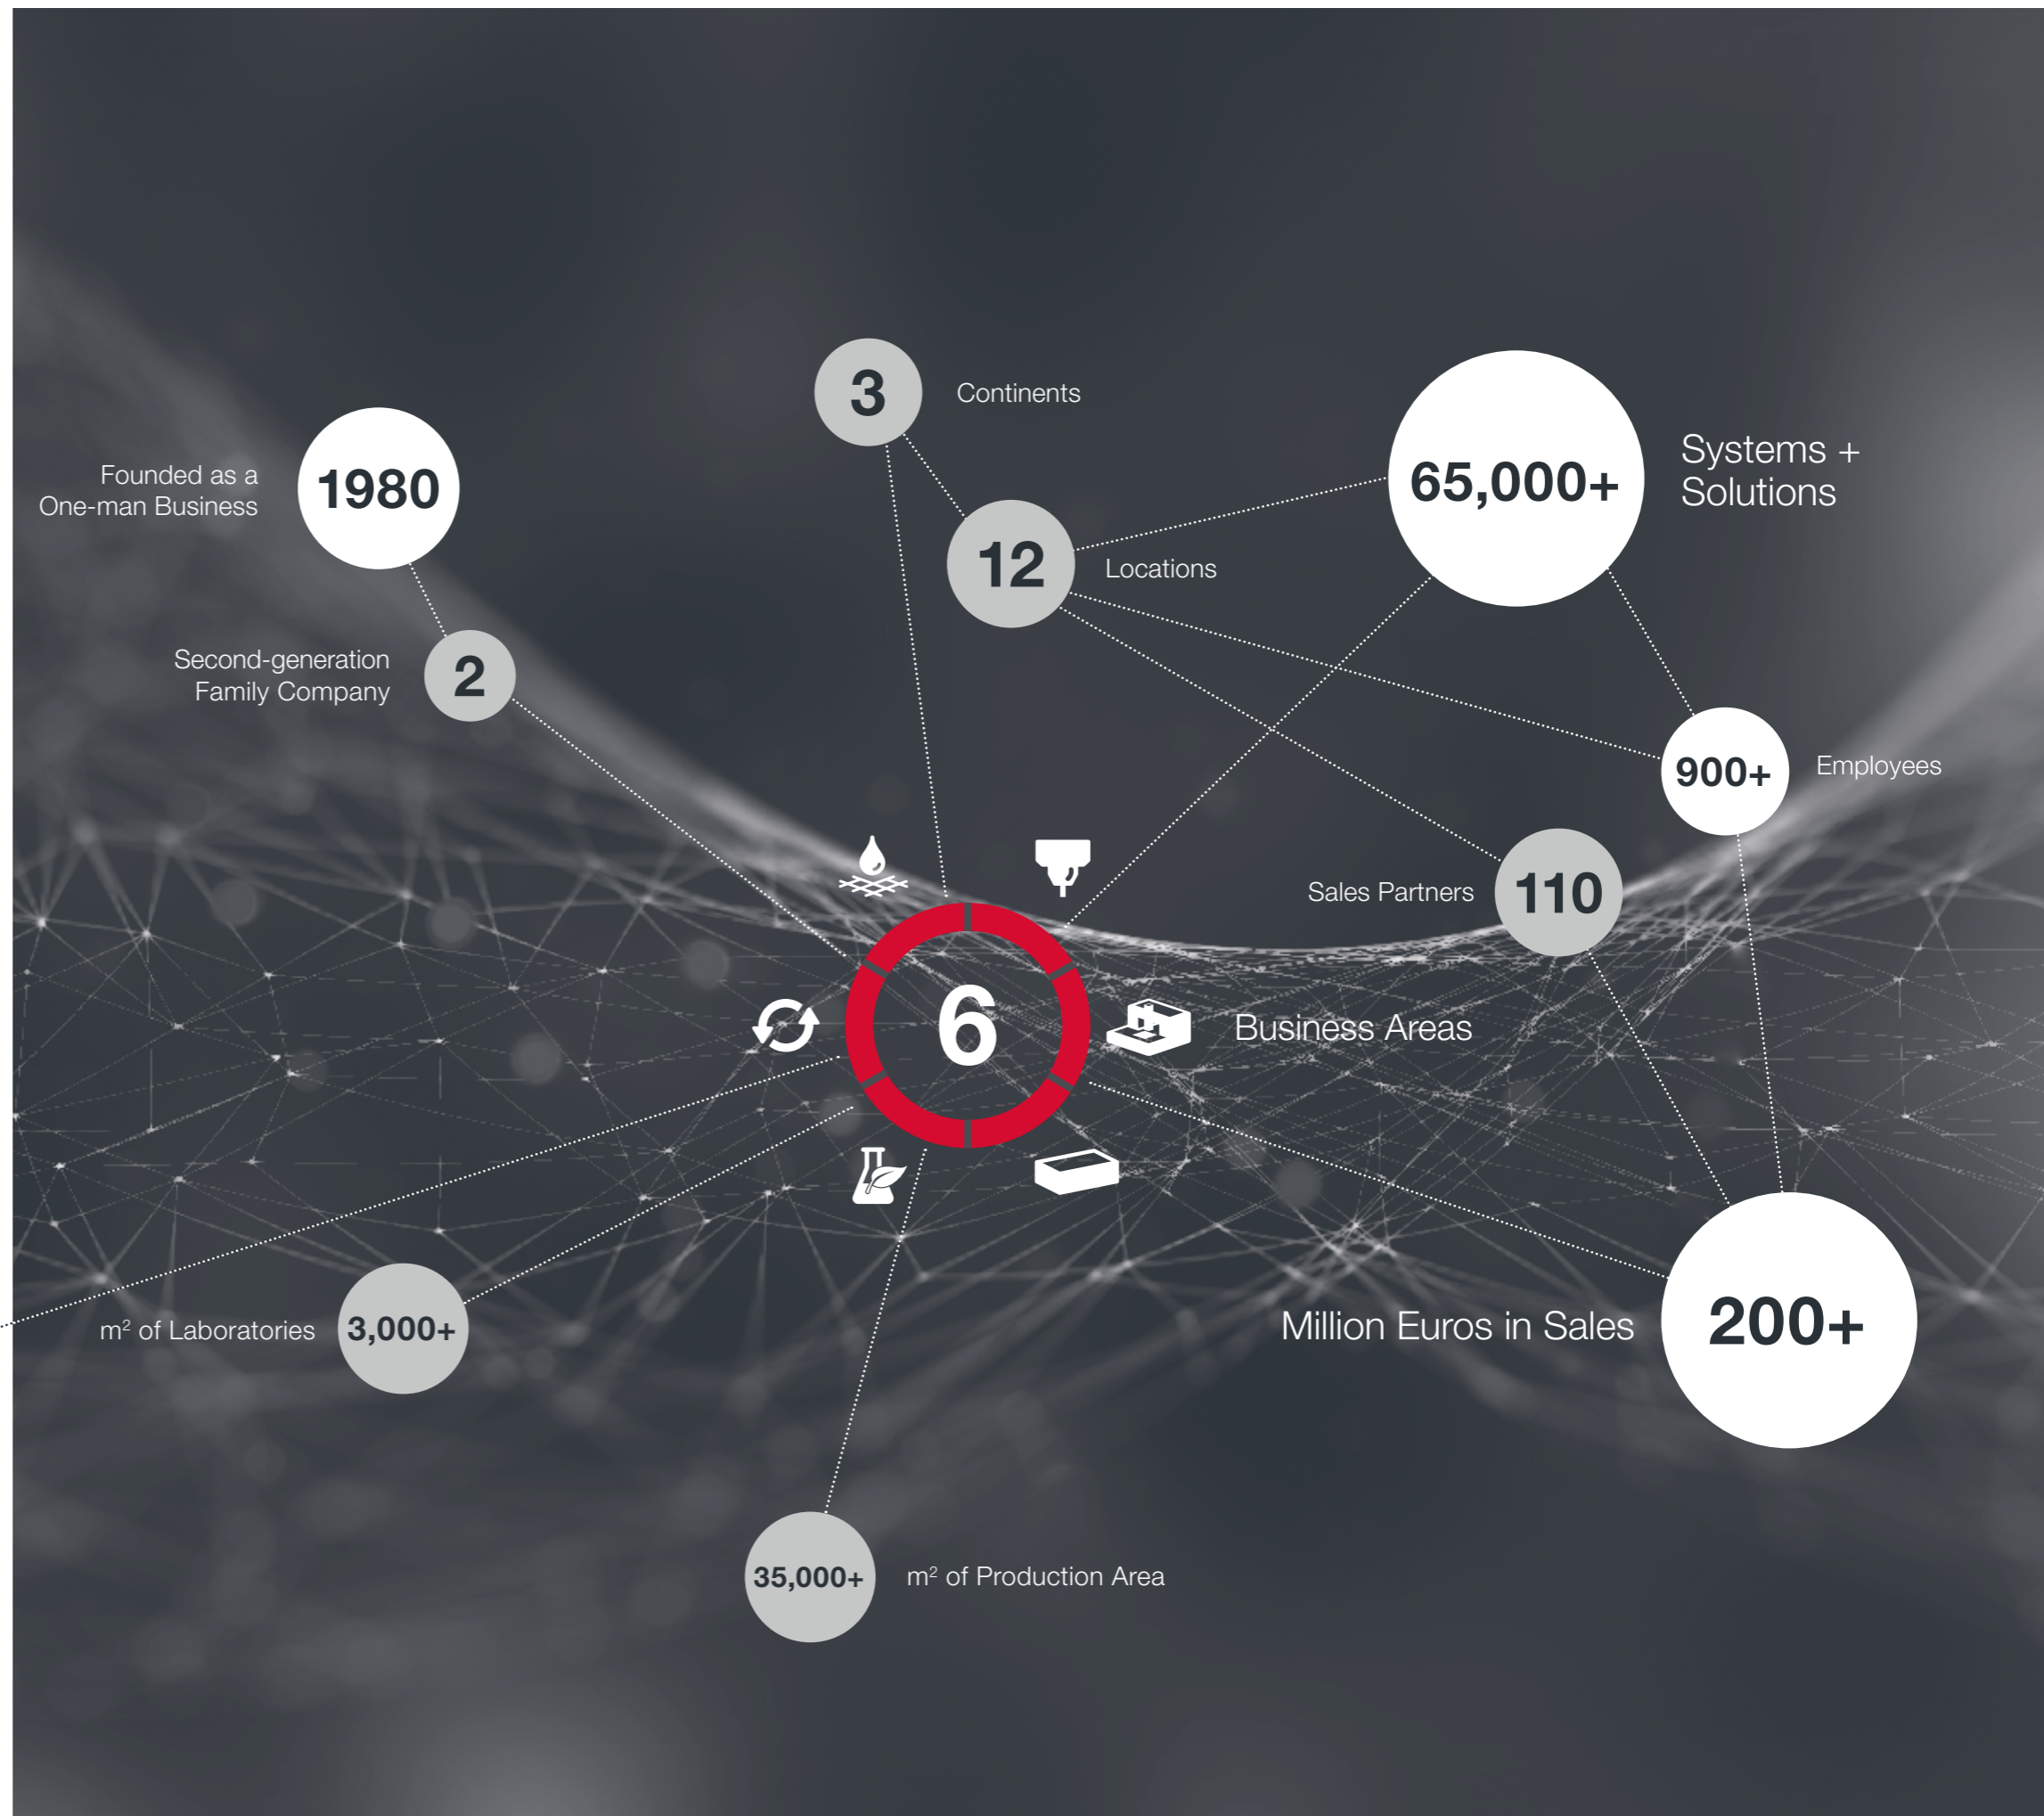 3
Continents
65,000+
Systems +
Solutions
Founded as a
One-man Business
1980
12
Locations
Second-generation
Family Company
2
900+
Employees
Sales Partners
110
6
Business Areas
m² of Laboratories
3,000+
Million Euros in Sales
200+
35,000+
m² of Production Area